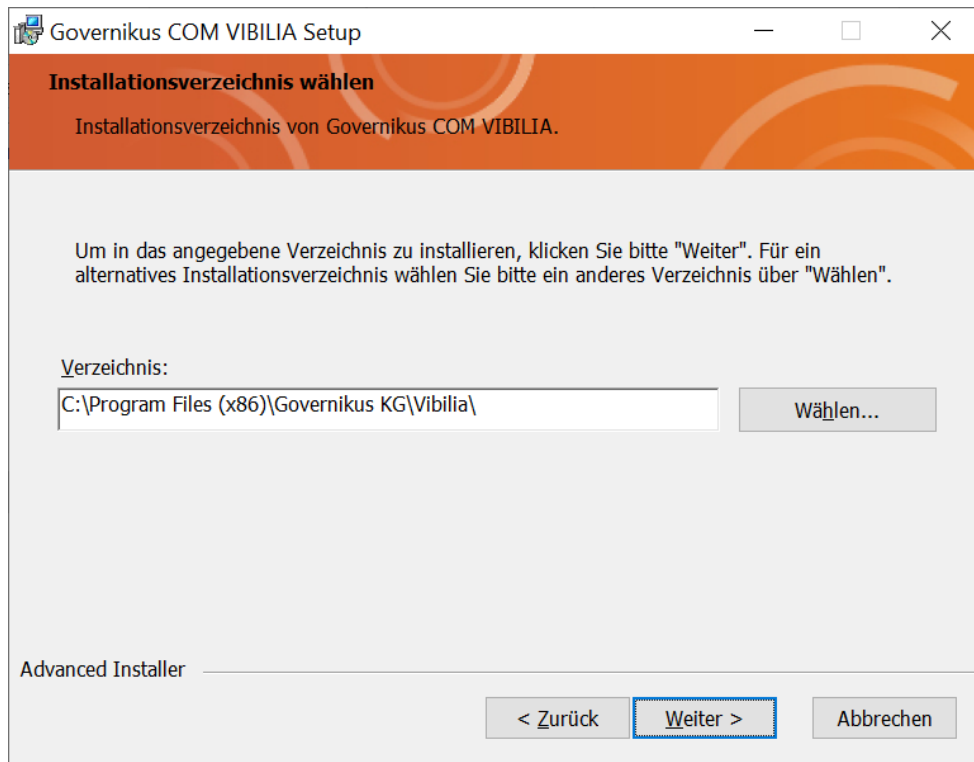 Governikus COM VIBILIA Setup
Installationsverzeichnis wählen
Installationsverzeichnis von Governikus COM VIBILIA.
Um in das angegebene Verzeichnis zu installieren, klicken Sie bitte "Weiter". Für ein
alternatives Installationsverzeichnis wählen Sie bitte ein anderes Verzeichnis über "Wählen".
Verzeichnis:
C:\Program Files (x86)\Governikus KG\Vibilia\
Wählen...
Advanced Installer
< Zurück
Weiter >
Abbrechen